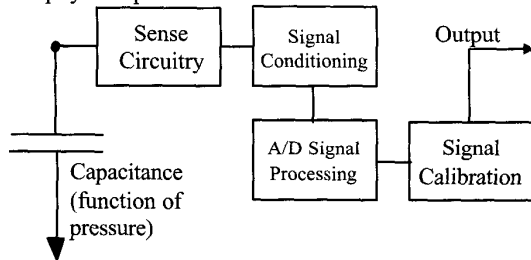 Sense
Circuitry
Signal
Conditioning
Output
A/D Signal
Processing
Signal
Calibration
Capacitance
(function of
pressure)